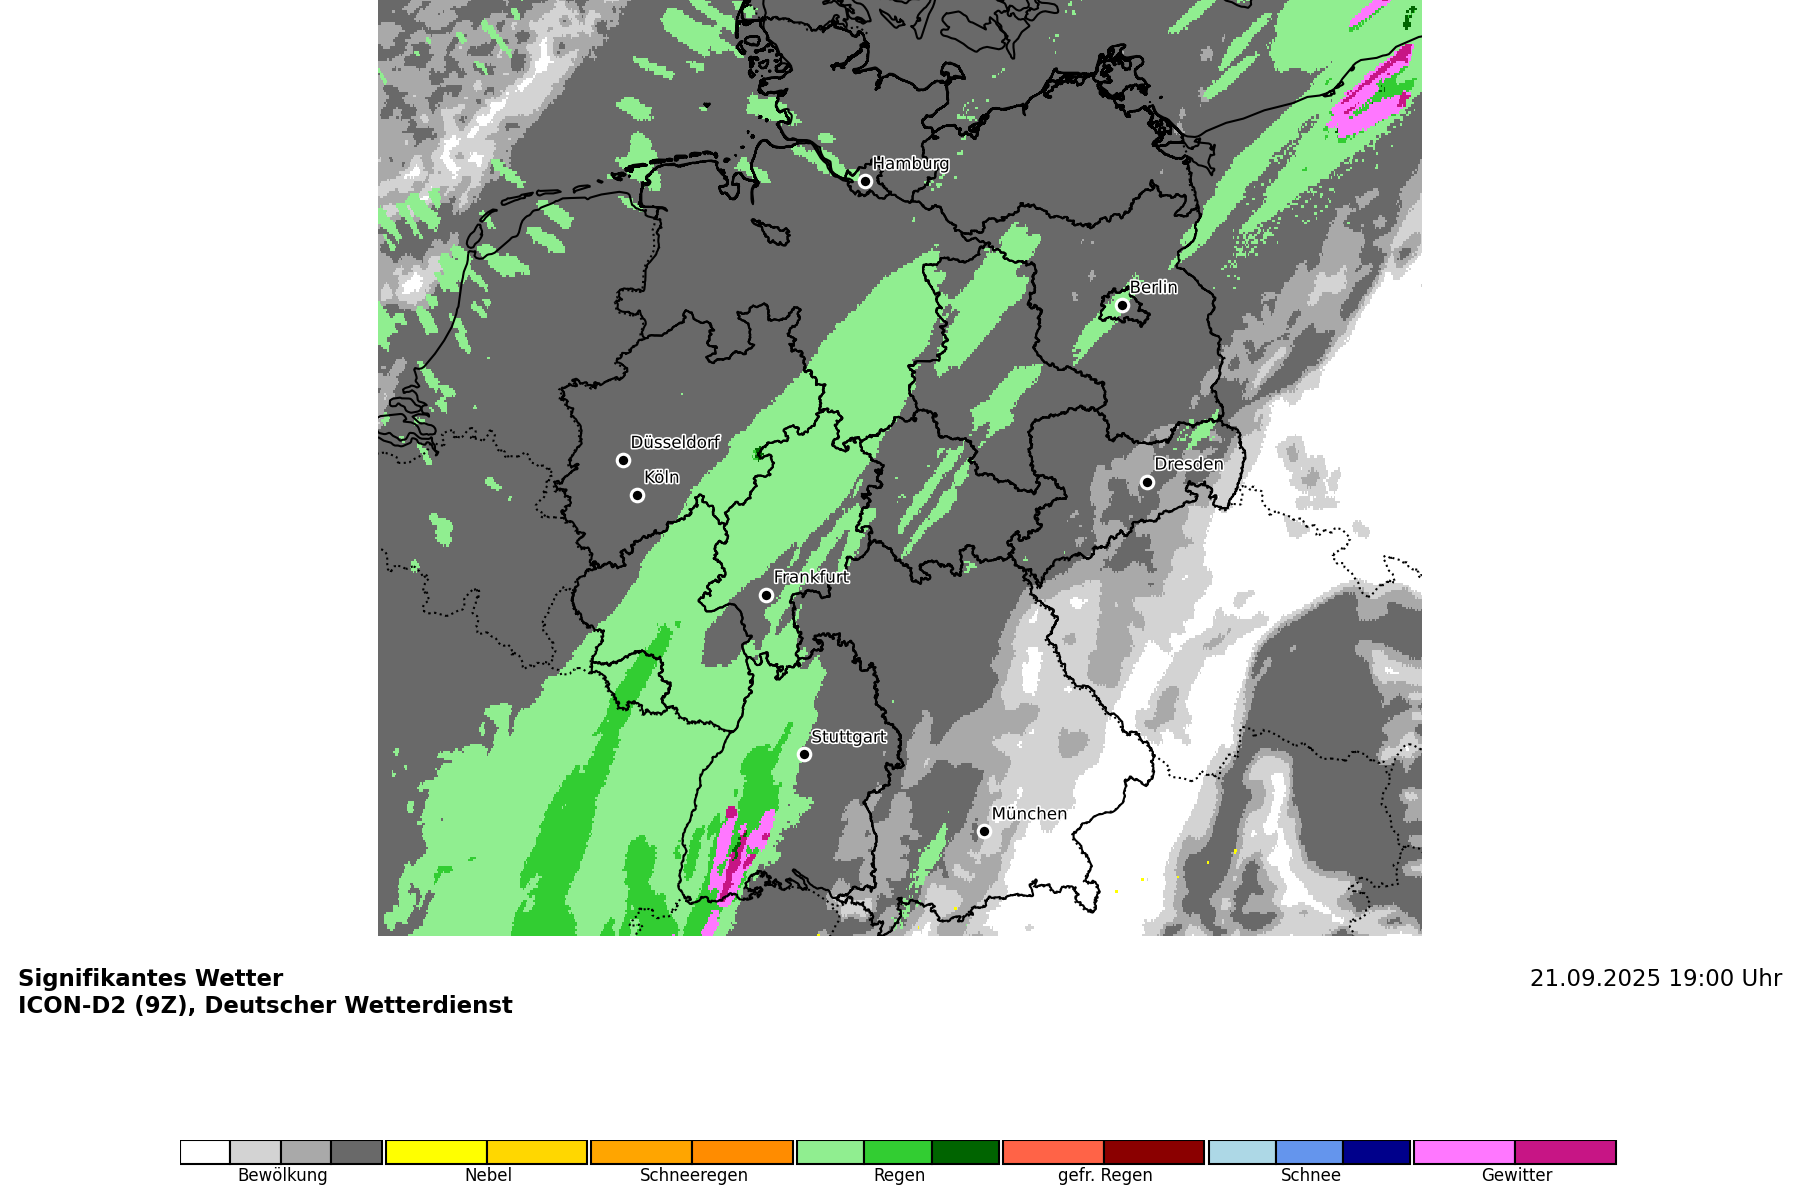 Hamburg
Berlin
Düsseldorf
Köln
Dresden
Frankfurt
Stuttgart
München
Signifikantes Wetter
21.09.2025 19:00 Uhr
ICON-D2 (9Z), Deutscher Wetterdienst
Bewölkung
Nebel
Schneeregen
Regen
gefr. Regen
Schnee
Gewitter